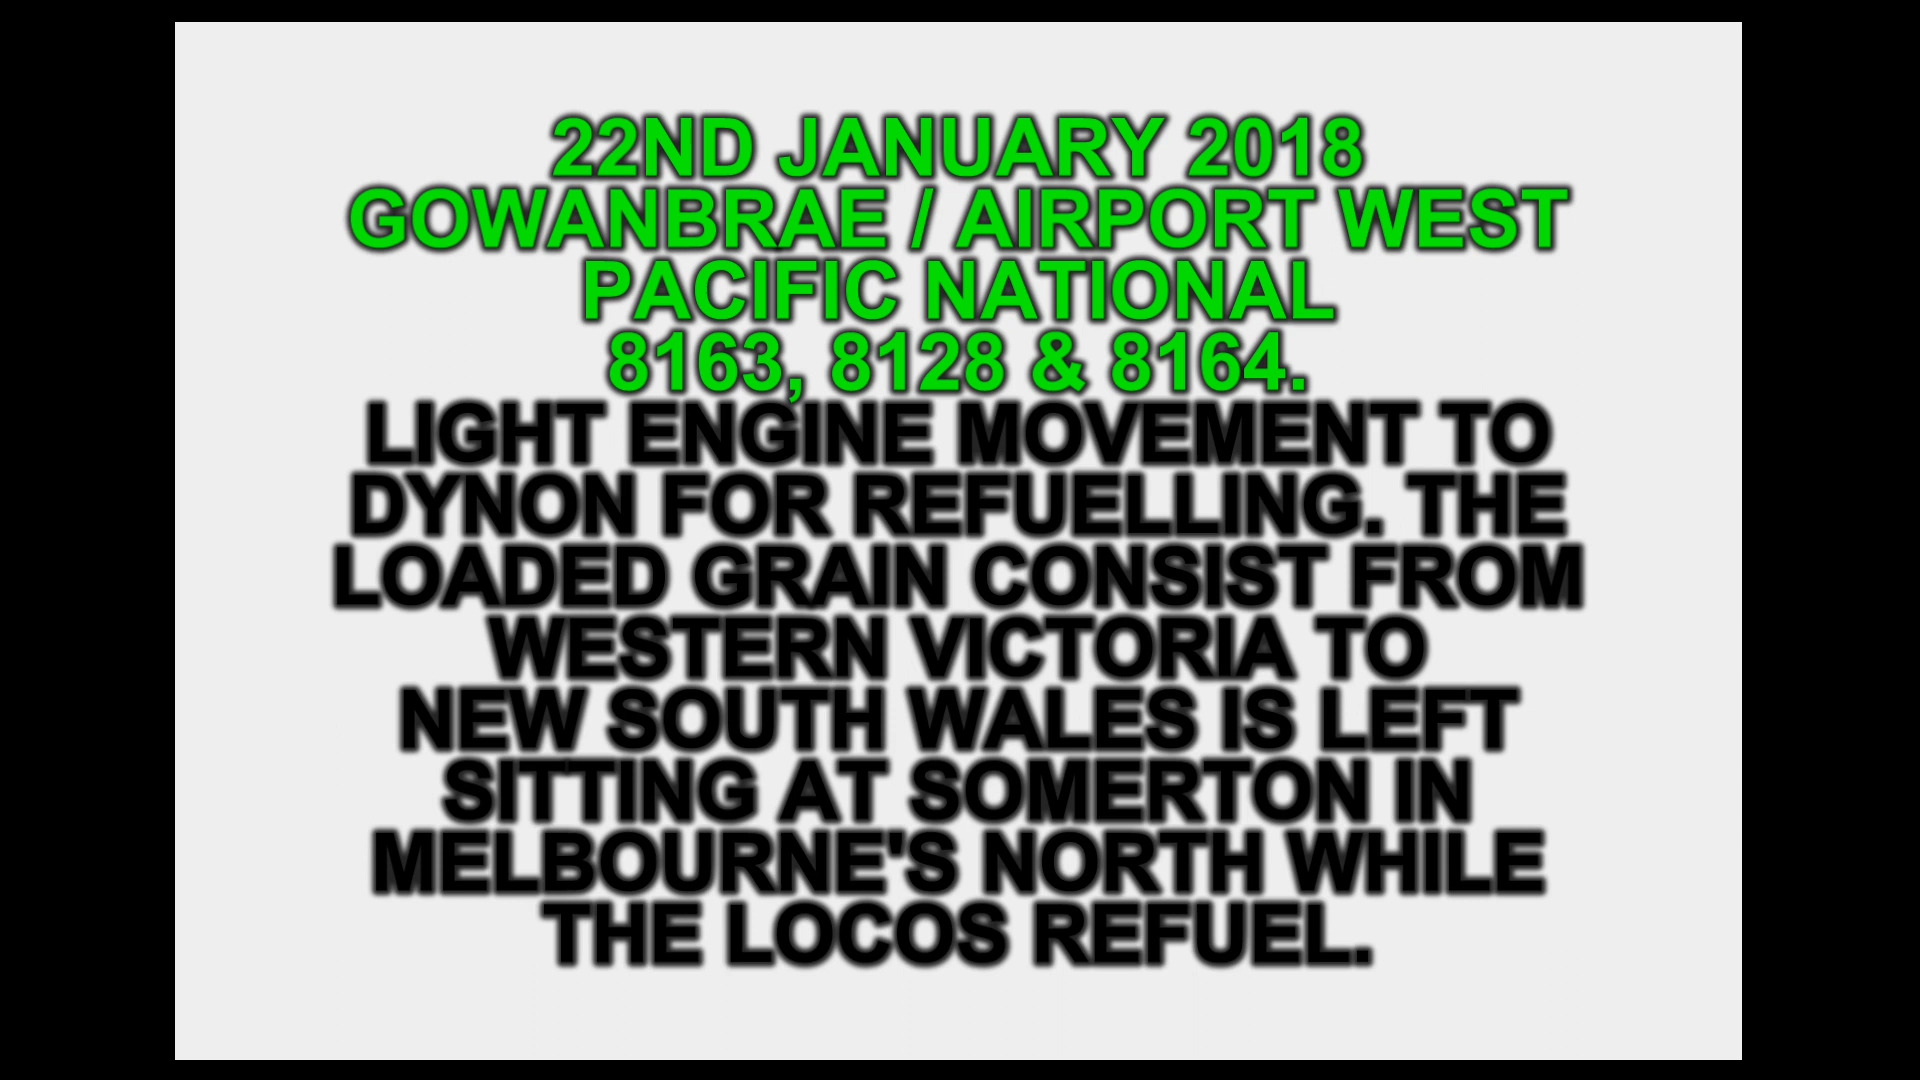 22ND JANUARY 2018
GOWANBRAE / AIRPORT WEST
PACIFIC NATIONAL
8163, 8128 & 8164.
LIGHT ENGINE MOVEMENT TO
DYNON FOR REFUELLING. THE
LOADED GRAIN CONSIST FROM
WESTERN VICTORIA TO
NEW SOUTH WALES IS LEFT
SITTING AT SOMERTON IN
MELBOURNE'S NORTH WHILE
THE LOCOS REFUEL.